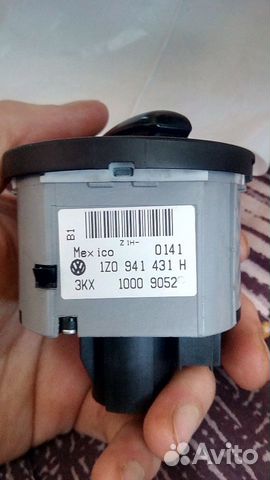 B1
Z1H-
Mexico 0141
1Z0 941 431 H
3KX 1000 9052
Avito